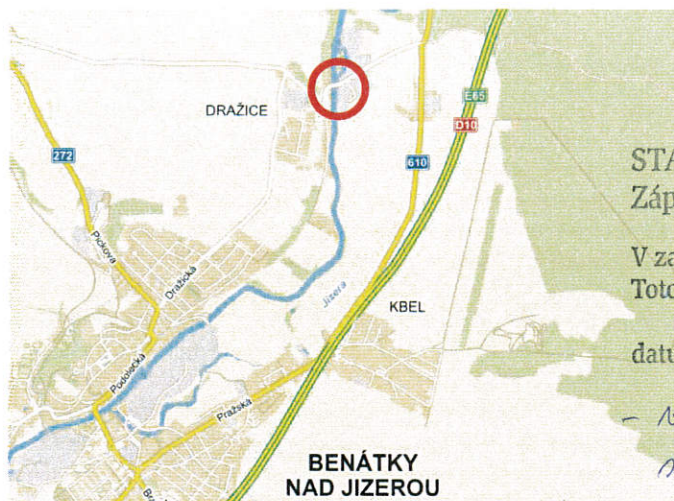 DRAŽICE
E65
D10
272
610
STA
Záp
Pickova
Dražická
V za
Toto
Jizera
KBEL
datu
Podolecká
Pražská
BENÁTKY
NAD JIZEROU